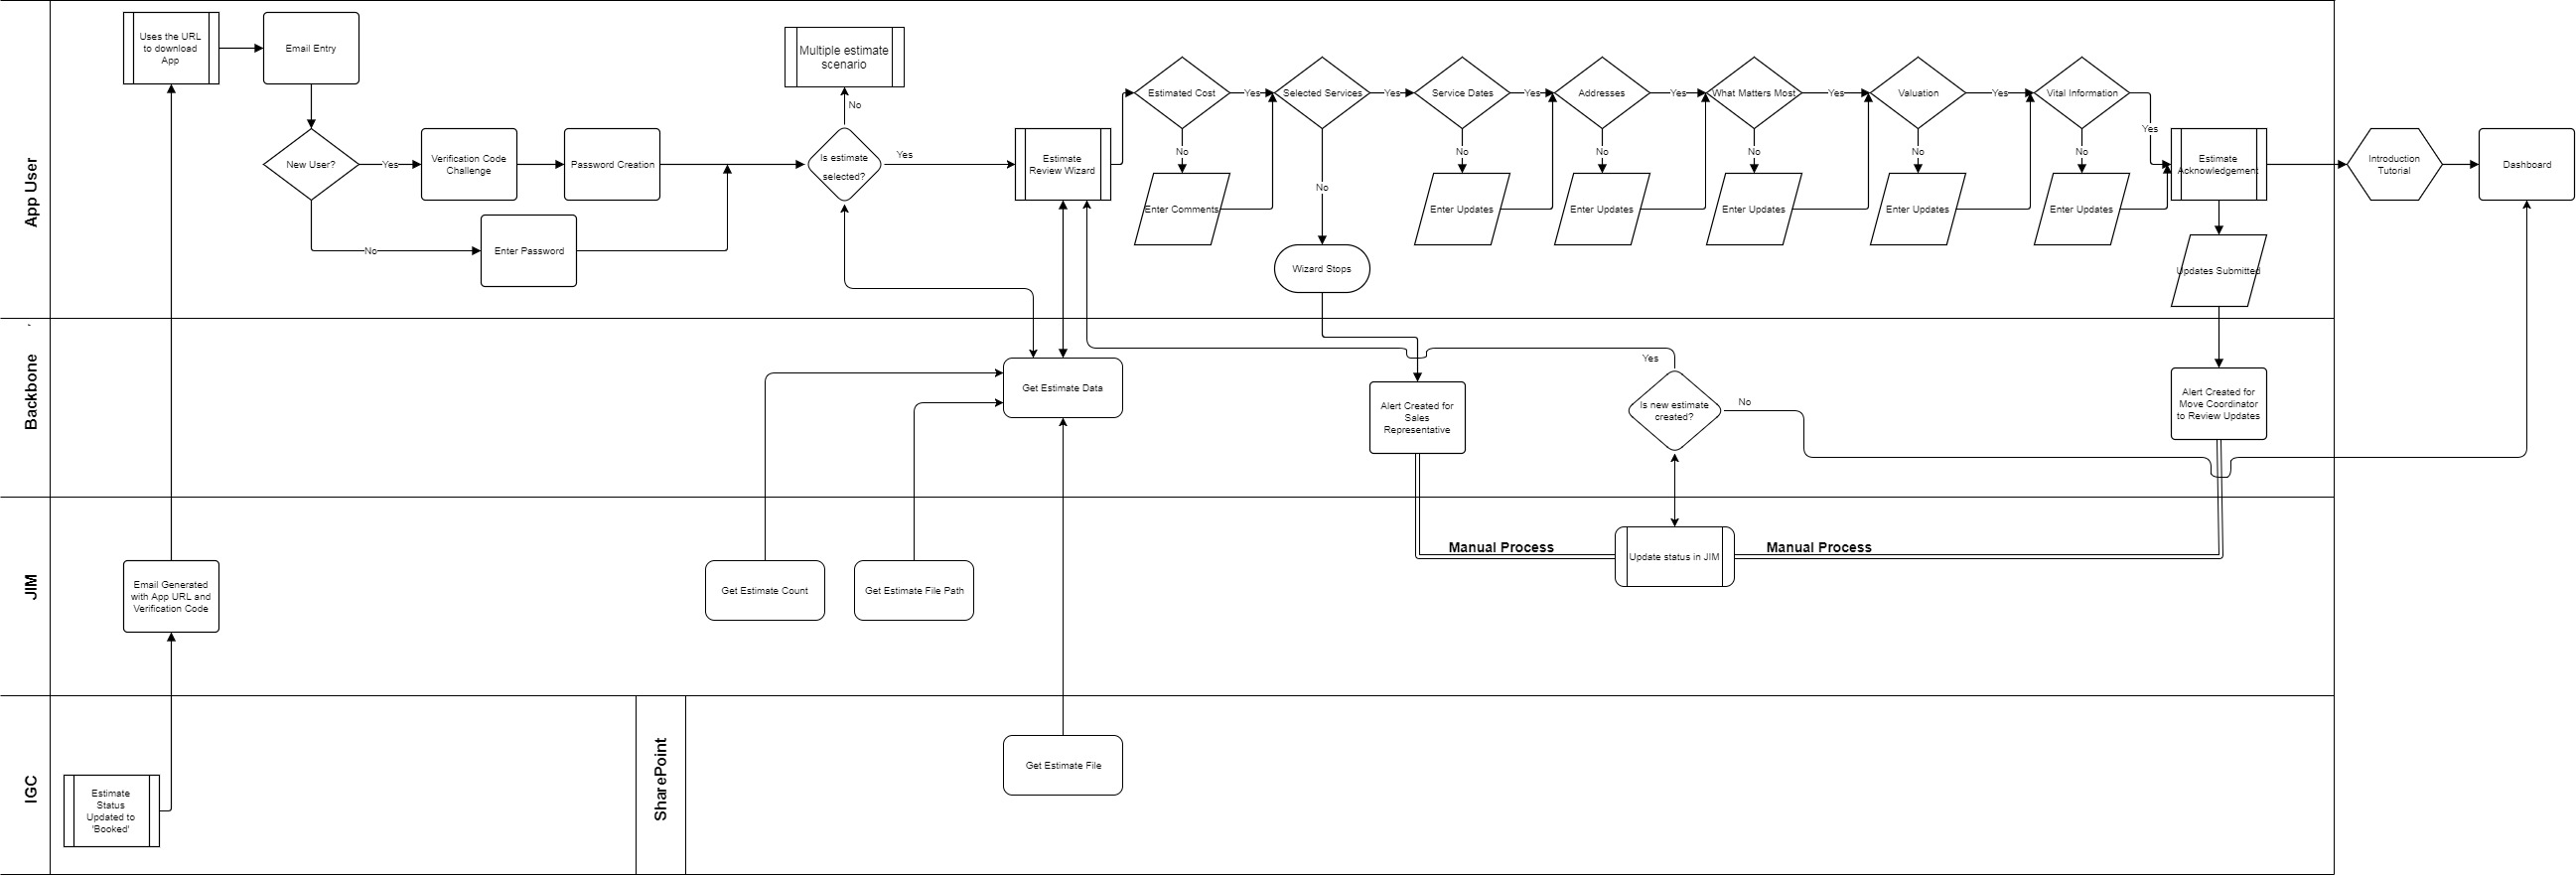 App User
Uses the URL
to download
App
Email Entry
New User?
Yes
Verification Code
Challenge
Password Creation
No
Enter Password
Multiple estimate
scenario
No
Is estimate
selected?
Yes
Estimate
Review Wizard
Estimated Cost
Yes
Selected Services
Yes
Service Dates
Yes
Addresses
Yes
What Matters Most
Yes
Valuation
Yes
Vital Information
Yes
No
No
No
No
No
No
No
Enter Comments
Enter Updates
Enter Updates
Enter Updates
Enter Updates
Enter Updates
Wizard Stops
Estimate
Acknowledgement
Updates Submitted
Introduction
Tutorial
Dashboard
Backbone
Get Estimate Data
Alert Created for
Sales
Representative
Yes
Is new estimate
created?
No
Alert Created for
Move Coordinator
to Review Updates
JIM
Email Generated
with App URL and
Verification Code
Get Estimate Count
Get Estimate File Path
Manual Process
Update status in JIM
Manual Process
IGC
Estimate
Status
Updated to
'Booked'
SharePoint
Get Estimate File